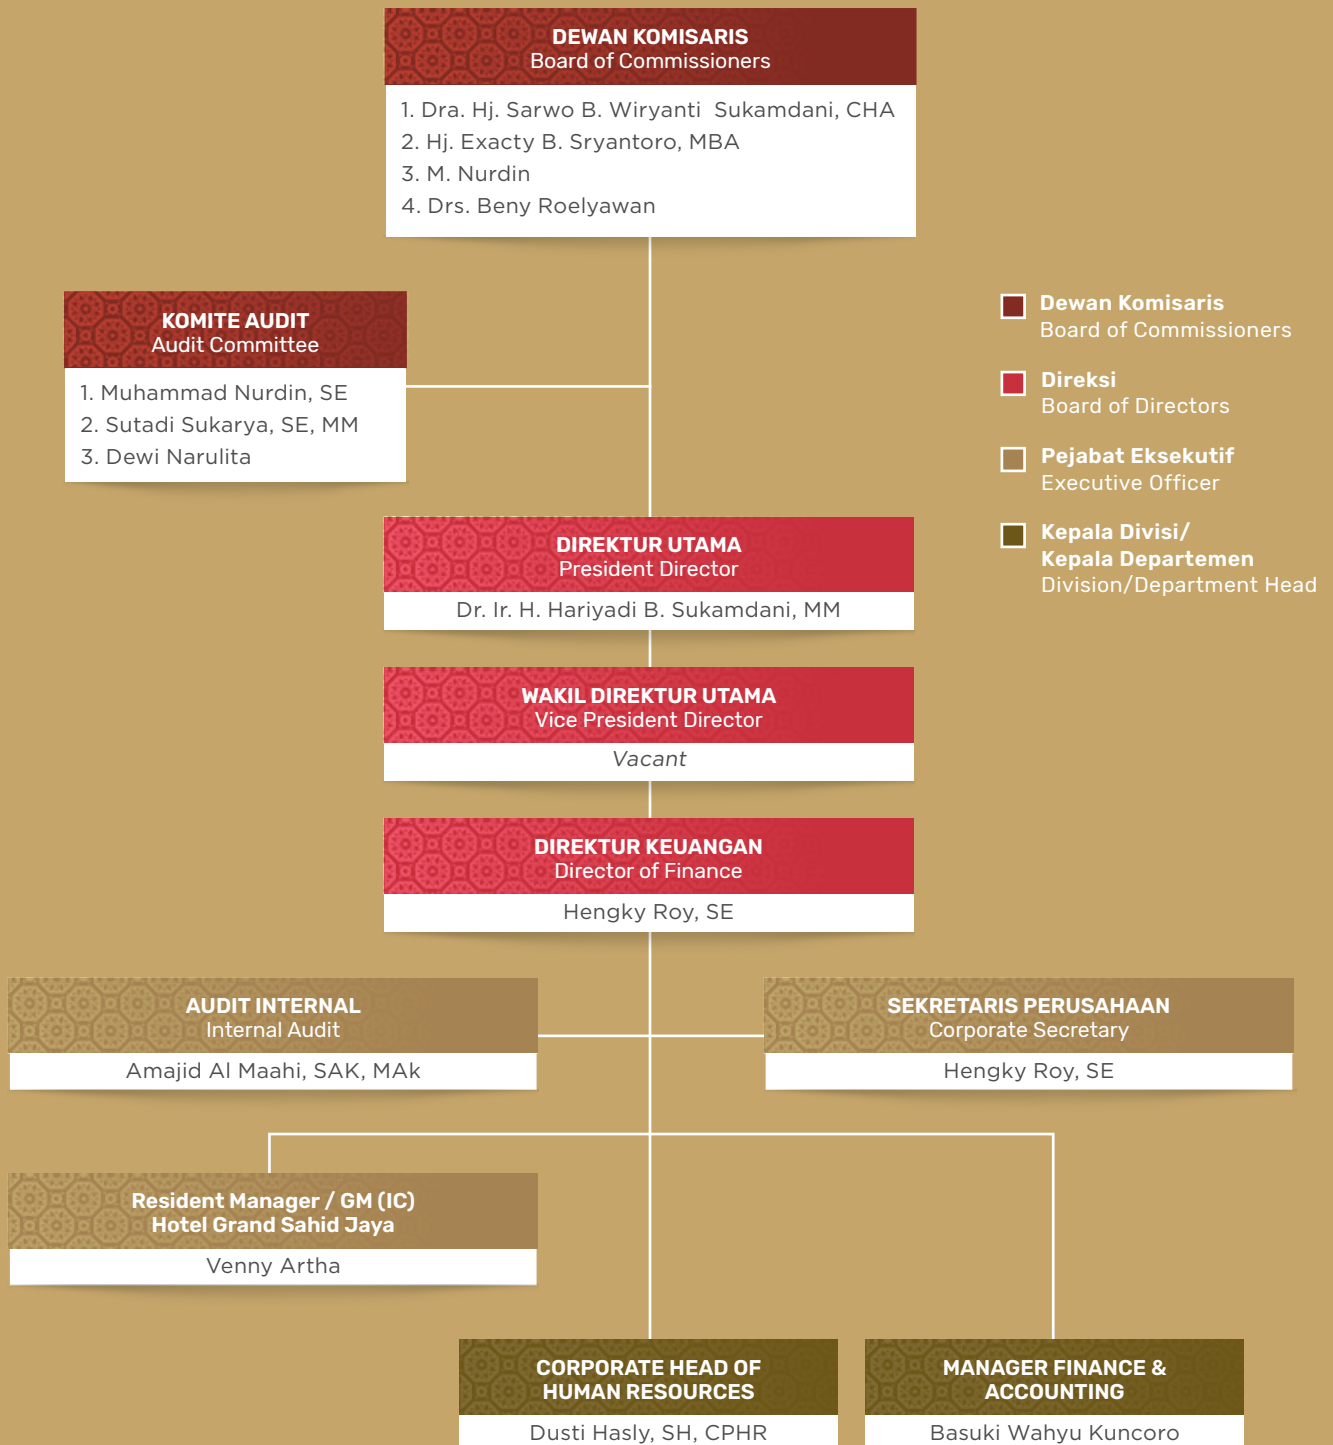 DEWAN KOMISARIS
Board of Commissioners
1. Dra. Hj. Sarwo B. Wiryanti Sukamdani, CHA
2. Hj. Exacty B. Sryantoro, MBA
3. M. Nurdin
4. Drs. Beny Roelyawan
KOMITE AUDIT
Audit Committee
1. Muhammad Nurdin, SE
2. Sutadi Sukarya, SE, MM
3. Dewi Narulita
Dewan Komisaris
Board of Commissioners
Direksi
Board of Directors
Pejabat Eksekutif
Executive Officer
Kepala Divisi/
Kepala Departemen
Division/Department Head
DIREKTUR UTAMA
President Director
Dr. Ir. H. Hariyadi B. Sukamdani, MM
WAKIL DIREKTUR UTAMA
Vice President Director
Vacant
DIREKTUR KEUANGAN
Director of Finance
Hengky Roy, SE
AUDIT INTERNAL
Internal Audit
Amajid Al Maahi, SAK, MAk
SEKRETARIS PERUSAHAAN
Corporate Secretary
Hengky Roy, SE
Resident Manager / GM (IC)
Hotel Grand Sahid Jaya
Venny Artha
CORPORATE HEAD OF
HUMAN RESOURCES
Dusti Hasly, SH, CPHR
MANAGER FINANCE &
ACCOUNTING
Basuki Wahyu Kuncoro